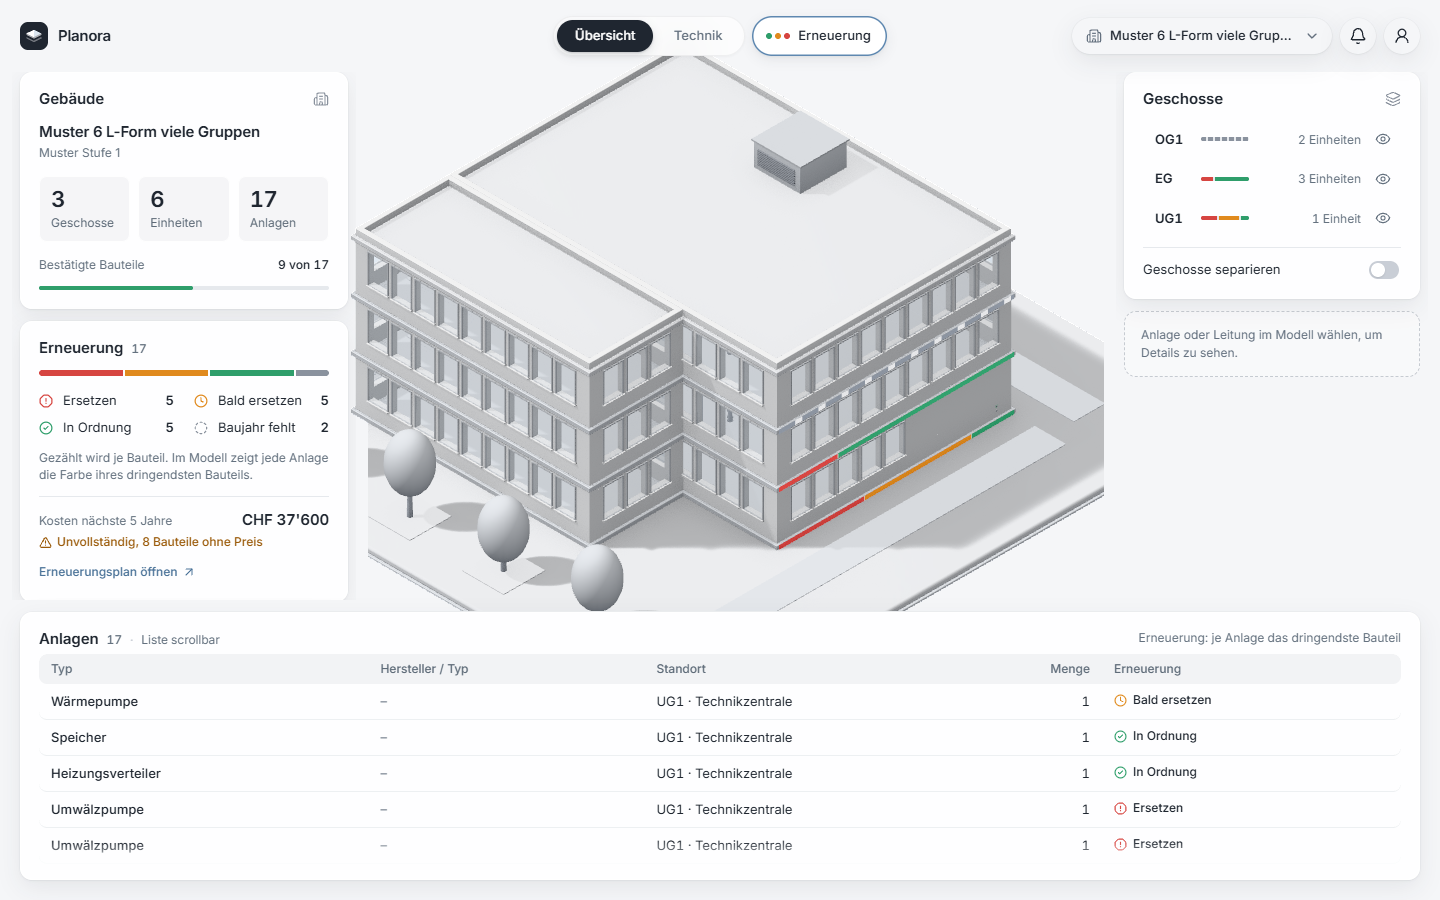 Planora
Übersicht
Technik
Erneuerung
Muster 6 L-Form viele Grup...
Gebäude
Muster 6 L-Form viele Gruppen
Muster Stufe 1
3
Geschosse
6
Einheiten
17
Anlagen
Bestätigte Bauteile
9 von 17
Erneuerung 17
Ersetzen 5
Bald ersetzen 5
In Ordnung 5
Baujahr fehlt 2
Gezählt wird je Bauteil. Im Modell zeigt jede Anlage
die Farbe ihres dringendsten Bauteils.
Kosten nächste 5 Jahre
CHF 37'600
Unvollständig, 8 Bauteile ohne Preis
Erneuerungsplan öffnen
Geschosse
OG1 2 Einheiten
EG 3 Einheiten
UG1 1 Einheit
Geschosse separieren
Anlage oder Leitung im Modell wählen, um
Details zu sehen.
Anlagen 17 · Liste scrollbar
Erneuerung: je Anlage das dringendste Bauteil
Typ Hersteller / Typ Standort Menge Erneuerung
Wärmepumpe – UG1 · Technikzentrale 1 Bald ersetzen
Speicher – UG1 · Technikzentrale 1 In Ordnung
Heizungsverteiler – UG1 · Technikzentrale 1 In Ordnung
Umwälzpumpe – UG1 · Technikzentrale 1 Ersetzen
Umwälzpumpe – UG1 · Technikzentrale 1 Ersetzen